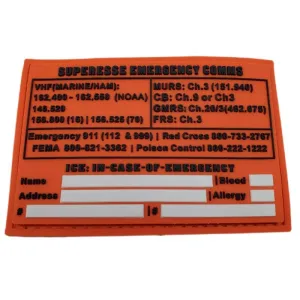 SUPERESSE EMERGENCY COMMS
VHF(MARINE/HAM): MURS: Ch.3 (151.940)
162.400 - 162.550 (NOAA) CB: Ch.9 or Ch3
146.520 GMRS: Ch.20/3(462.675)
156.800 (16) | 156.525 (70) FRS: Ch.3
Emergency 911 (112 & 999) | Red Cross 800-733-2767
FEMA 800-621-3362 | Poison Control 800-222-1222
ICE: IN-CASE-OF-EMERGENCY
Name |Blood
Address |Allergy
# |#